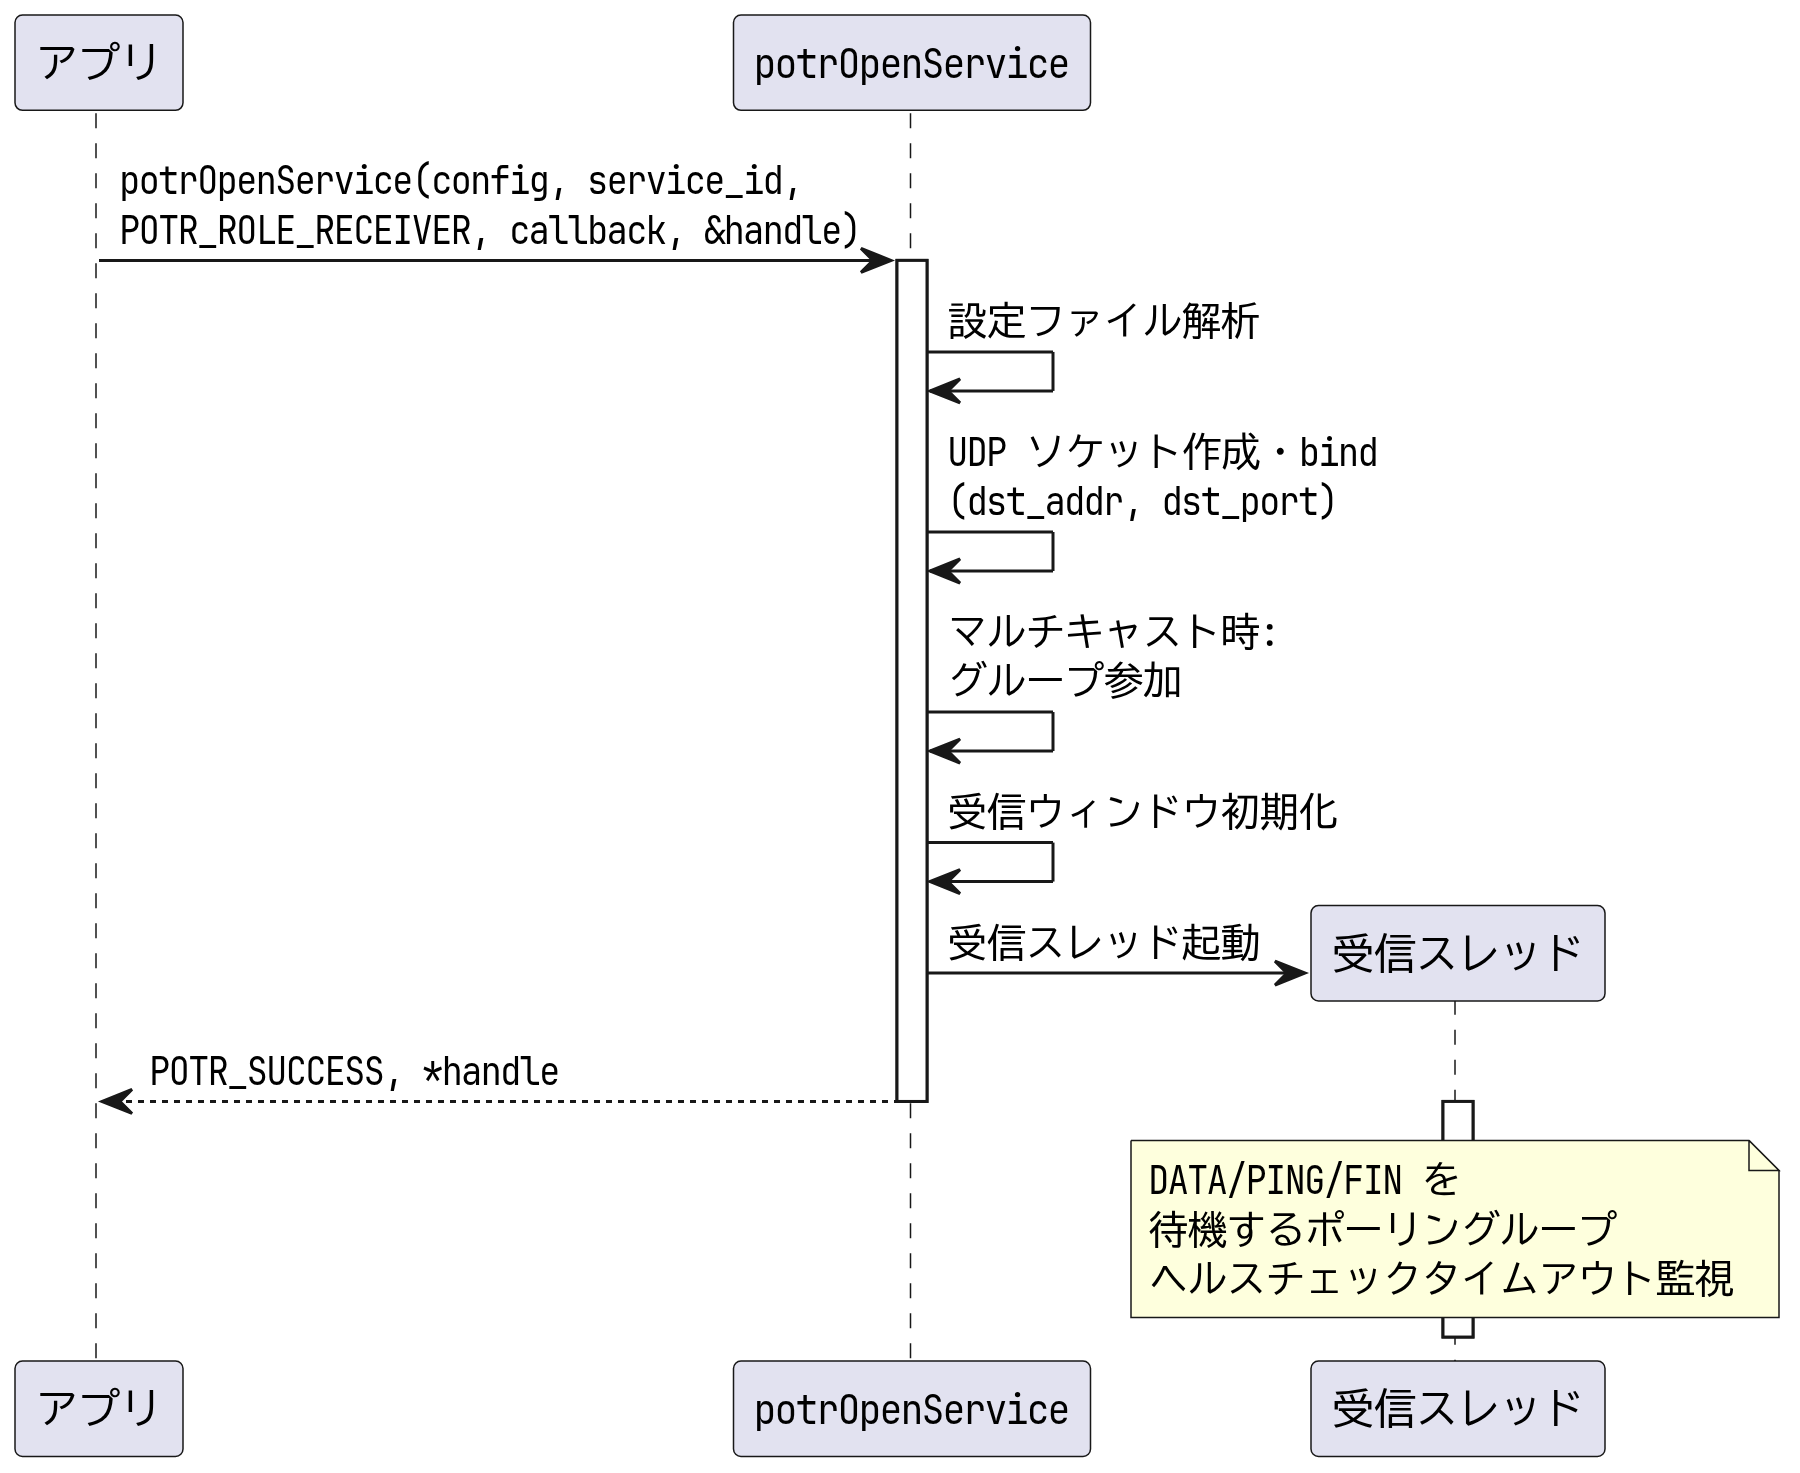 アプリ
potrOpenService
potrOpenService(config, service_id,
POTR_ROLE_RECEIVER, callback, &handle)
設定ファイル解析
UDP ソケット作成・bind
(dst_addr, dst_port)
マルチキャスト時:
グループ参加
受信ウィンドウ初期化
受信スレッド起動
受信スレッド
POTR_SUCCESS, *handle
DATA/PING/FIN を
待機するポーリングループ
ヘルスチェックタイムアウト監視
アプリ
potrOpenService
受信スレッド